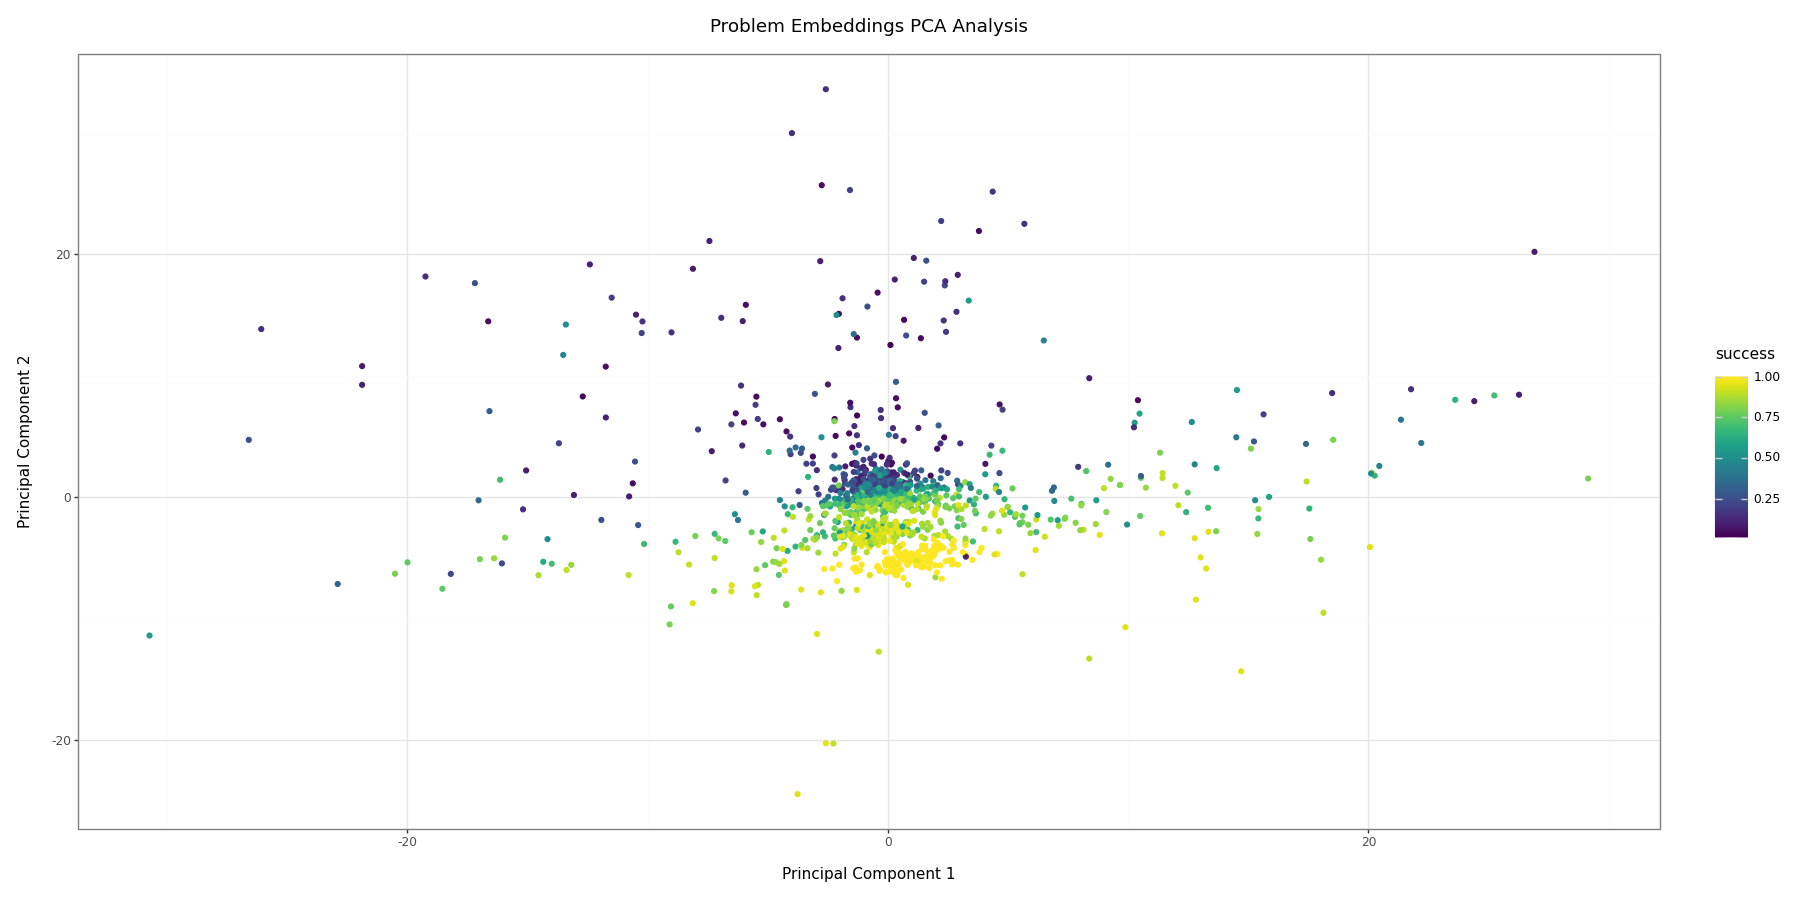 Problem Embeddings PCA Analysis
Principal Component 2
20
0
-20
-20
0
20
Principal Component 1
success
1.00
0.75
0.50
0.25